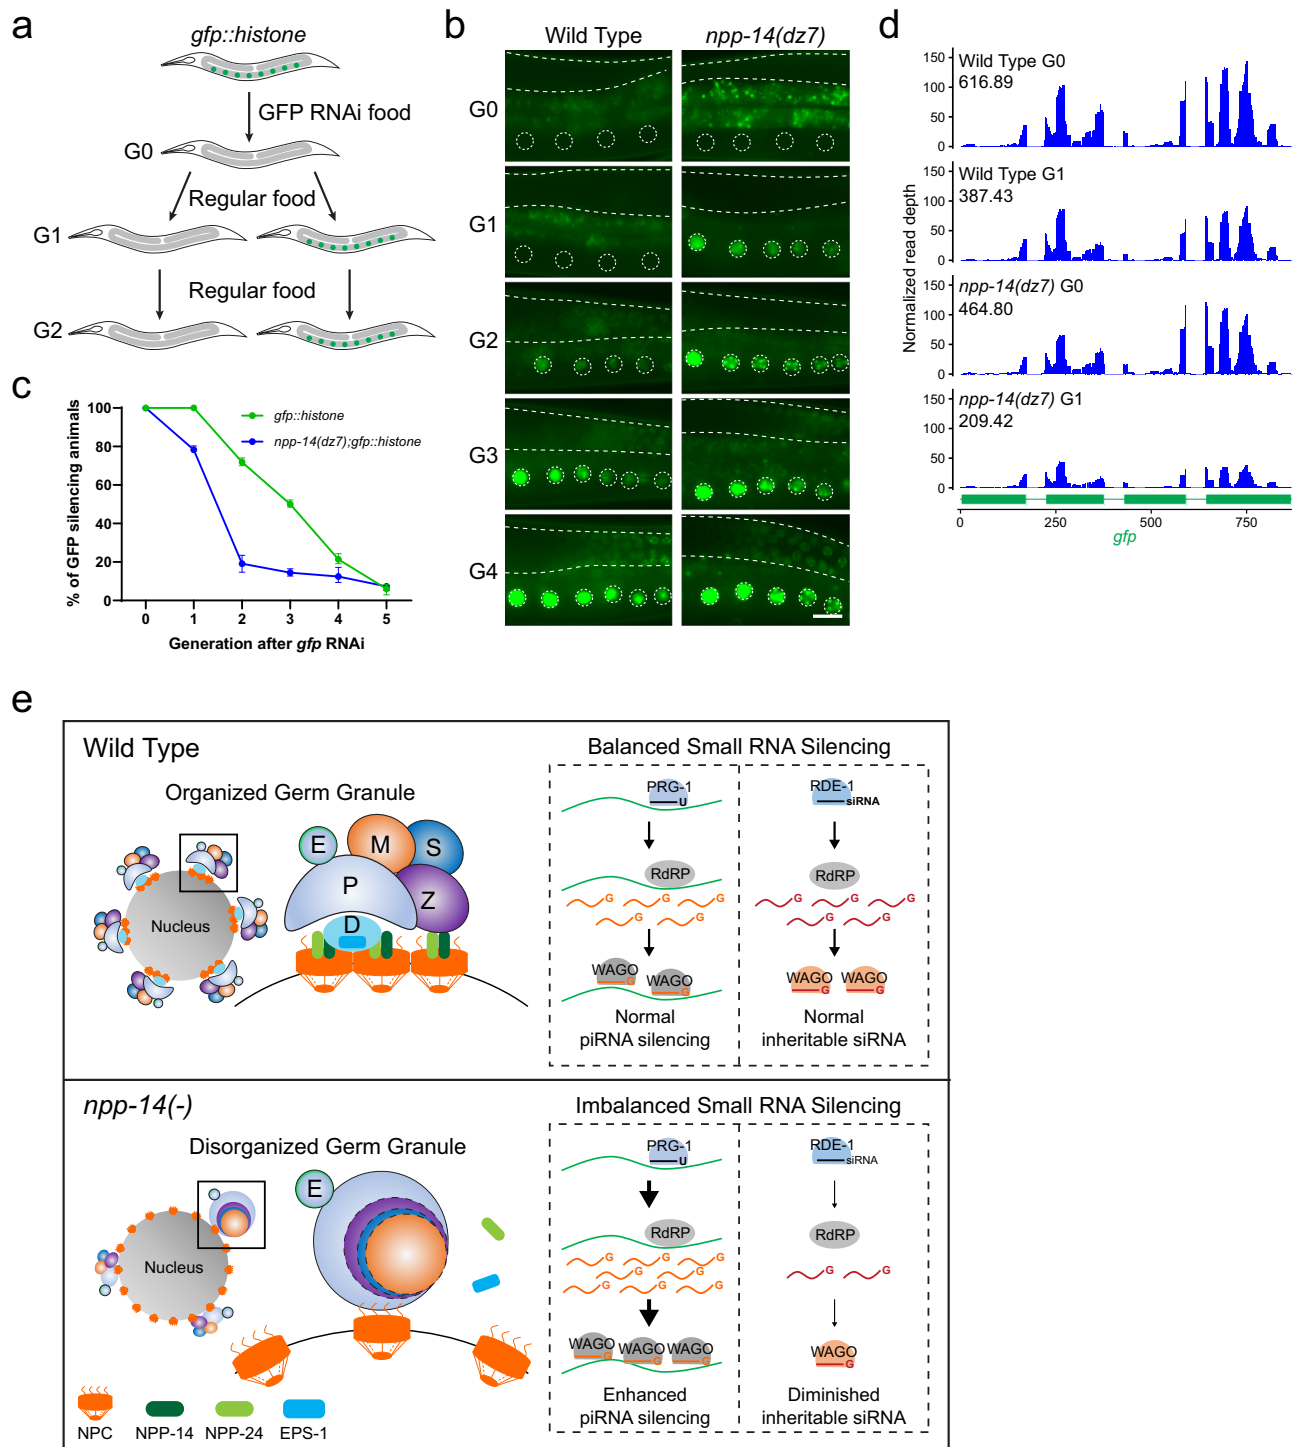 a
gfp::histone
GFP RNAi food
G0
Regular food
G1
Regular food
G2
b
Wild Type
npp-14(dz7)
G0
G1
G2
G3
G4
c
% of GFP silencing animals
100
80
60
40
20
0
gfp::histone
npp-14(dz7);gfp::histone
0 1 2 3 4 5
Generation after gfp RNAi
d
Normalized read depth
150
100
50
0
Wild Type G0
616.89
150
100
50
0
Wild Type G1
387.43
150
100
50
0
npp-14(dz7) G0
464.80
150
100
50
0
npp-14(dz7) G1
209.42
0 250 500 750
gfp
e
Wild Type
Organized Germ Granule
Nucleus
E
M
S
P
Z
D
Balanced Small RNA Silencing
PRG-1
U
RdRP
G G G
G G
WAGO
G
WAGO
G
Normal
piRNA silencing
RDE-1
siRNA
RdRP
G G G
G G
WAGO
G
WAGO
G
Normal
inheritable siRNA
npp-14(-)
Disorganized Germ Granule
Nucleus
E
NPC
NPP-14
NPP-24
EPS-1
Imbalanced Small RNA Silencing
PRG-1
U
RdRP
G G G
G G
G G G
WAGO
G
WAGO
G
WAGO
G
Enhanced
piRNA silencing
RDE-1
siRNA
RdRP
G G
WAGO
G
Diminished
inheritable siRNA